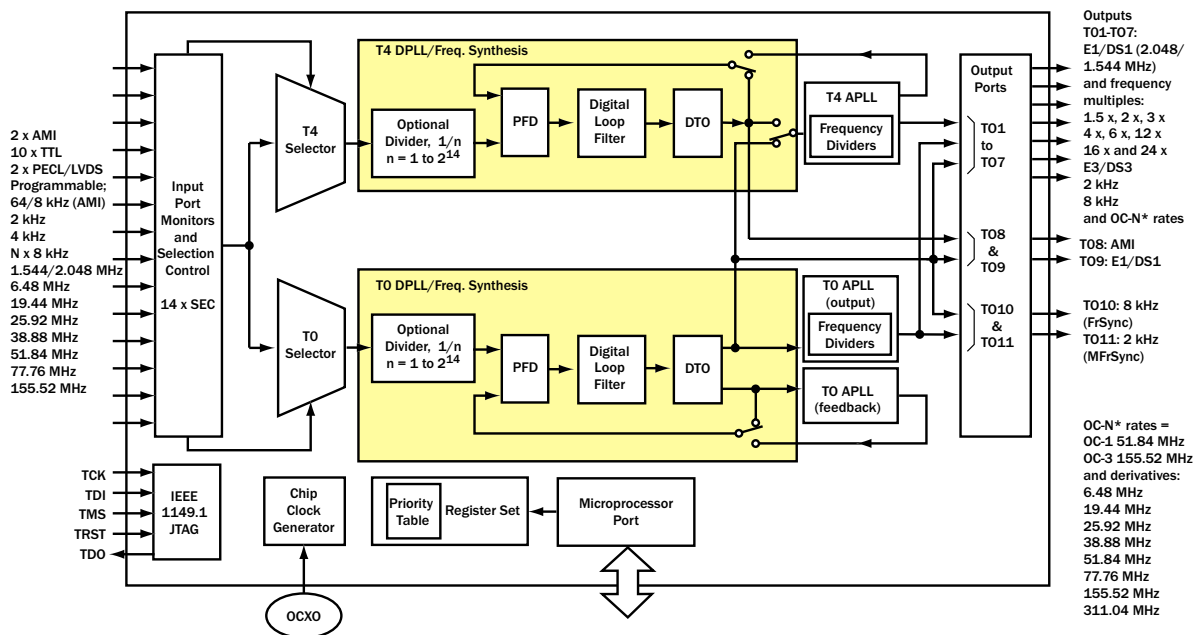 2 x AMI
10 x TTL
2 x PECL/LVDS
Programmable;
64/8 kHz (AMI)
2 kHz
4 kHz
N x 8 kHz
1.544/2.048 MHz
6.48 MHz
19.44 MHz
25.92 MHz
38.88 MHz
51.84 MHz
77.76 MHz
155.52 MHz
Input
Port
Monitors
and
Selection
Control
14 x SEC
T4
Selector
T4 DPLL/Freq. Synthesis
Optional
Divider, 1/n
n = 1 to 2^14
PFD
Digital
Loop
Filter
DTO
T4 APLL
Frequency
Dividers
T0
Selector
T0 DPLL/Freq. Synthesis
Optional
Divider, 1/n
n = 1 to 2^14
PFD
Digital
Loop
Filter
DTO
T0 APLL
(output)
Frequency
Dividers
T0 APLL
(feedback)
Output
Ports
T01
to
T07
T08
&
T09
TO10
&
TO11
Outputs
T01-T07:
E1/DS1 (2.048/
1.544 MHz)
and frequency
multiples:
1.5 x, 2 x, 3 x
4 x, 6 x, 12 x
16 x and 24 x
E3/DS3
2 kHz
8 kHz
and OC-N* rates
T08: AMI
T09: E1/DS1
TO10: 8 kHz
(FrSync)
TO11: 2 kHz
(MFrSync)
OC-N* rates =
OC-1 51.84 MHz
OC-3 155.52 MHz
and derivatives:
6.48 MHz
19.44 MHz
25.92 MHz
38.88 MHz
51.84 MHz
77.76 MHz
155.52 MHz
311.04 MHz
TCK
TDI
TMS
TRST
TDO
IEEE
1149.1
JTAG
Chip
Clock
Generator
OCXO
Priority
Table
Register Set
Microprocessor
Port